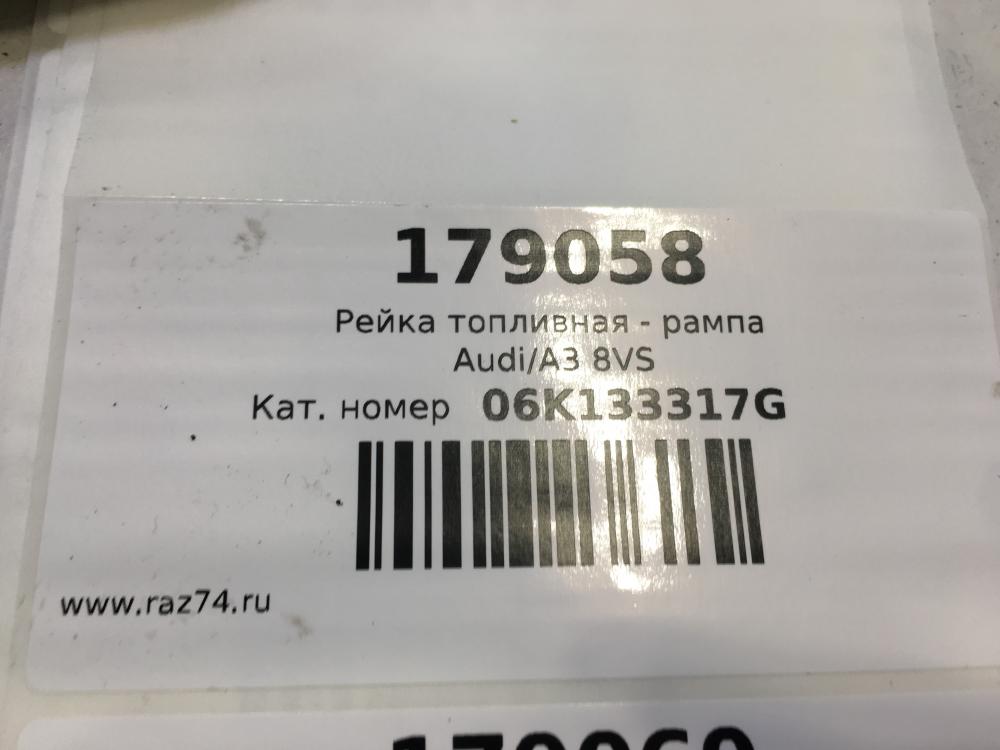 179058
Рейка топливная - рампа
Audi/A3 8VS
Кат. номер 06K133317G
www.raz74.ru